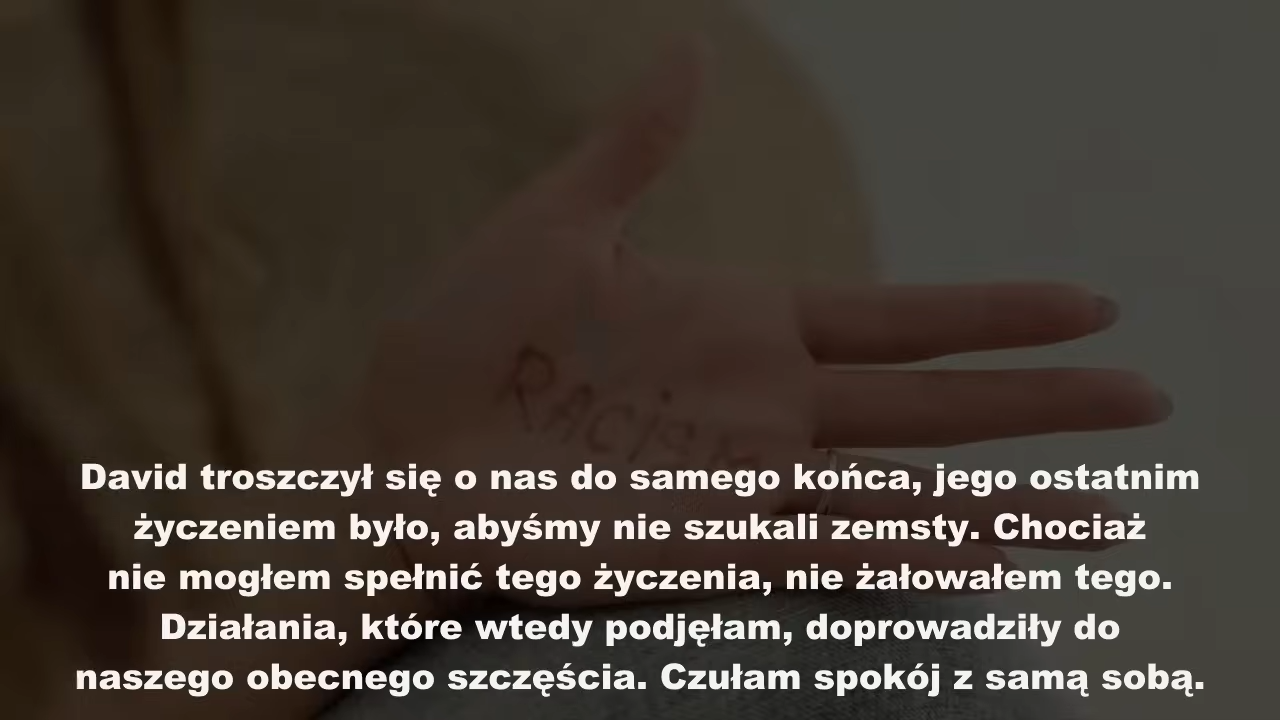 RACISM
David troszczył się o nas do samego końca, jego ostatnim
życzeniem było, abyśmy nie szukali zemsty. Chociaż
nie mogłem spełnić tego życzenia, nie żałowałem tego.
Działania, które wtedy podjęłam, doprowadziły do
naszego obecnego szczęścia. Czułam spokój z samą sobą.